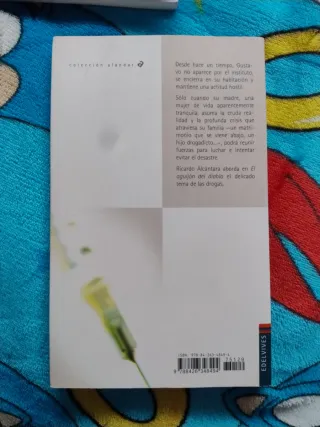 colección alandar
Desde hace un tiempo, Gusta-
vo no aparece por el instituto,
se encierra en su habitación y
mantiene una actitud hostil.
Sólo cuando su madre, una
mujer de vida aparentemente
tranquila, asuma la cruda rea-
lidad y la profunda crisis que
atraviesa su familia —un matri-
monio que se viene abajo, un
hijo drogadicto...—, podrá reunir
fuerzas para luchar e intentar
evitar el desastre.
Ricardo Alcántara aborda en El
aguijón del diablo el delicado
tema de las drogas.
EDELVIVES